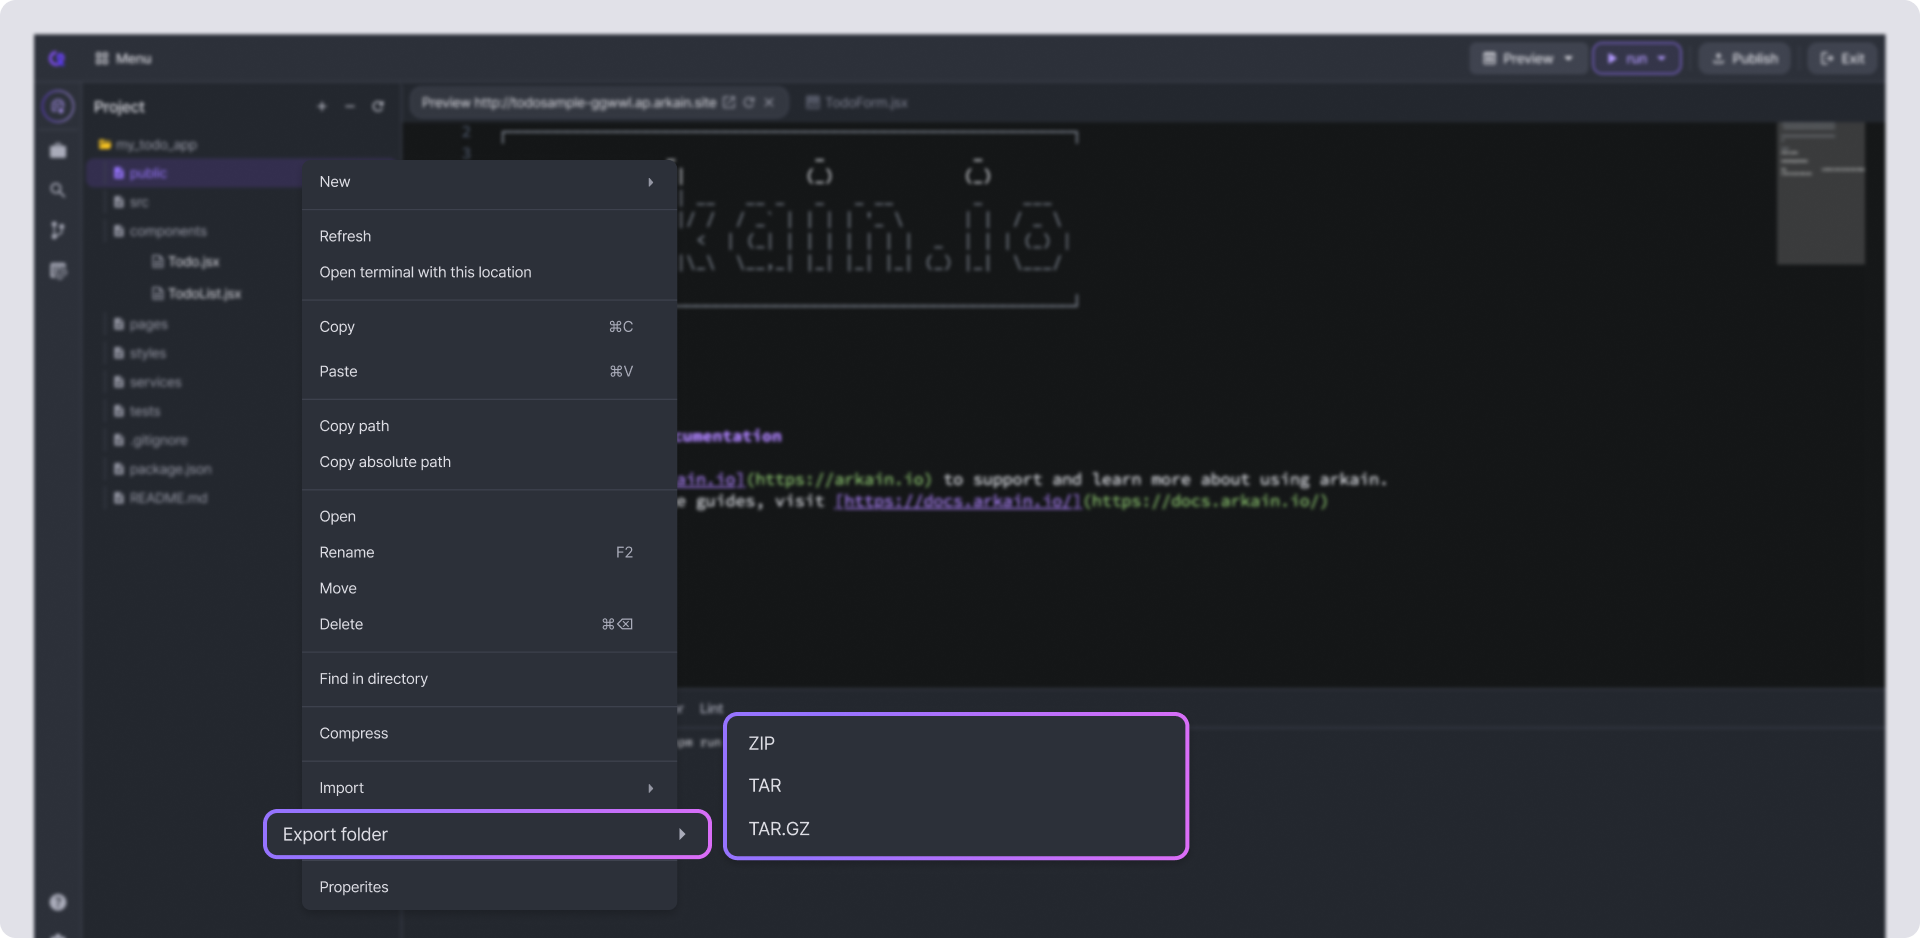 Menu
Preview
run
Publish
Exit
Project
Preview http://todosample-ggwwl.ap.arkain.site
TodoForm.jsx
my_todo_app
public
src
components
Todo.jsx
TodoList.jsx
pages
styles
services
tests
.gitignore
package.json
README.md
2
3
New
Refresh
Open terminal with this location
Copy ⌘C
Paste ⌘V
Copy path
Copy absolute path
Open
Rename F2
Move
Delete ⌘⌫
Find in directory
Compress
Import
Export folder
Properites
ZIP
TAR
TAR.GZ
cumentation
ain.io](https://arkain.io) to support and learn more about using arkain.
e guides, visit [https://docs.arkain.io/](https://docs.arkain.io/)
Lint
run